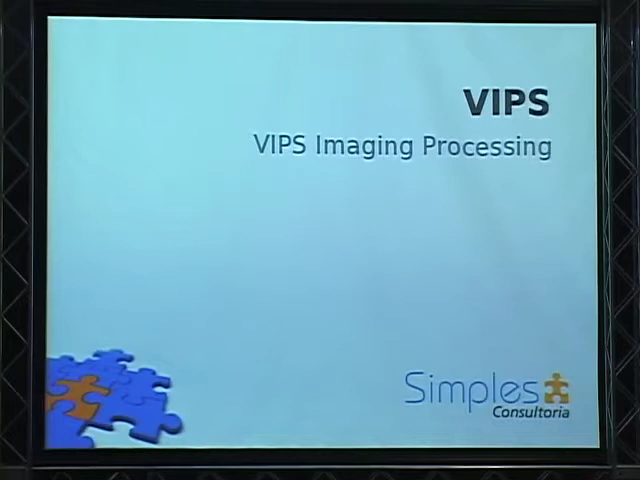 VIPS
VIPS Imaging Processing
Simples
Consultoria